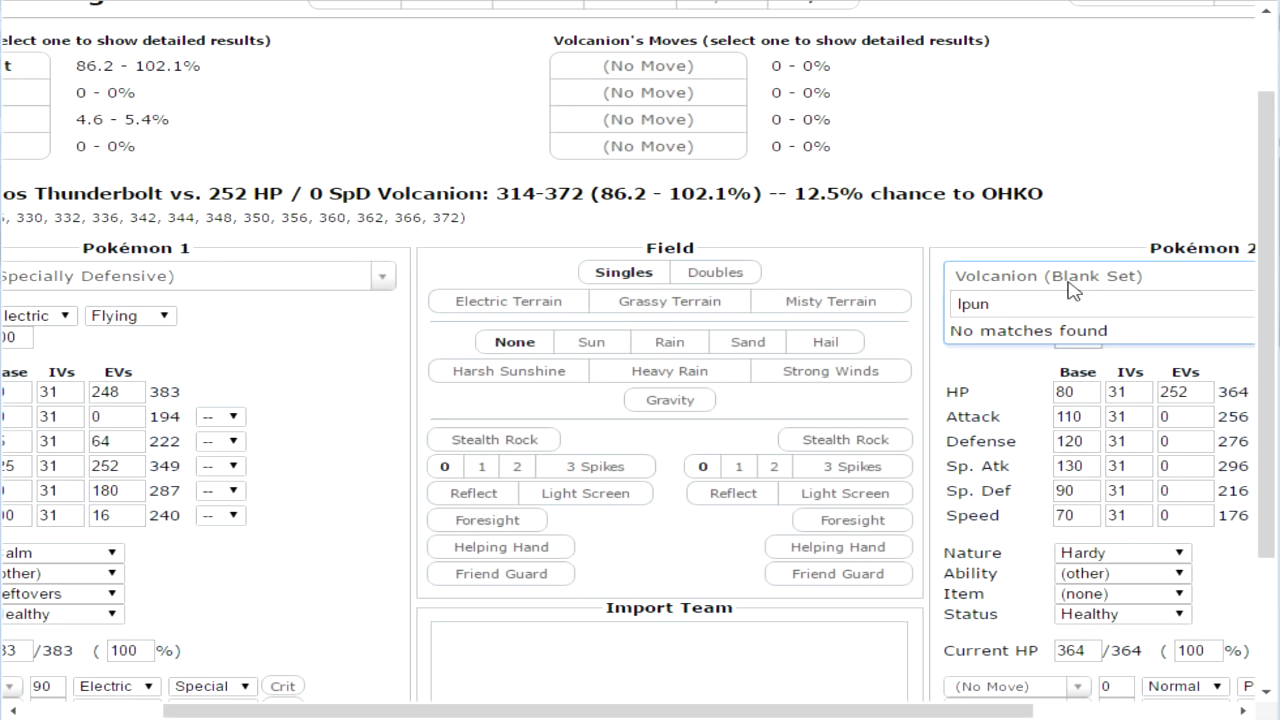 elect one to show detailed results)
t 86.2 - 102.1%
0 - 0%
4.6 - 5.4%
0 - 0%
Volcanion's Moves (select one to show detailed results)
(No Move) 0 - 0%
(No Move) 0 - 0%
(No Move) 0 - 0%
(No Move) 0 - 0%
os Thunderbolt vs. 252 HP / 0 SpD Volcanion: 314-372 (86.2 - 102.1%) -- 12.5% chance to OHKO
, 330, 332, 336, 342, 344, 348, 350, 356, 360, 362, 366, 372)
Pokémon 1
Specially Defensive)
lectric Flying
00
ase IVs EVs
31 248 383
31 0 194 --
31 64 222 --
25 31 252 349 --
31 180 287 --
00 31 16 240 --
alm
other)
eftovers
ealthy
83 /383 ( 100 %)
90 Electric Special Crit
Field
Singles Doubles
Electric Terrain Grassy Terrain Misty Terrain
None Sun Rain Sand Hail
Harsh Sunshine Heavy Rain Strong Winds
Gravity
Stealth Rock Stealth Rock
0 1 2 3 Spikes 0 1 2 3 Spikes
Reflect Light Screen Reflect Light Screen
Foresight Foresight
Helping Hand Helping Hand
Friend Guard Friend Guard
Import Team
Pokémon 2
Volcanion (Blank Set)
lpun
No matches found
Base IVs EVs
HP 80 31 252 364
Attack 110 31 0 256
Defense 120 31 0 276
Sp. Atk 130 31 0 296
Sp. Def 90 31 0 216
Speed 70 31 0 176
Nature Hardy
Ability (other)
Item (none)
Status Healthy
Current HP 364 /364 ( 100 %)
(No Move) 0 Normal P